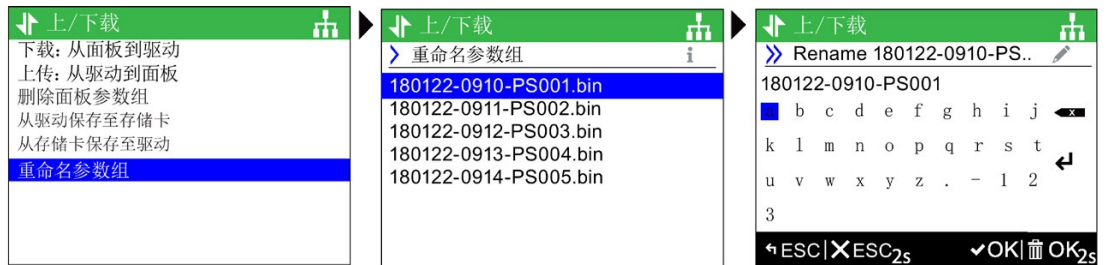 上/下载
下载: 从面板到驱动
上传: 从驱动到面板
删除面板参数组
从驱动保存至存储卡
从存储卡保存至驱动
重命名参数组
上/下载
重命名参数组
180122-0910-PS001.bin
180122-0911-PS002.bin
180122-0912-PS003.bin
180122-0913-PS004.bin
180122-0914-PS005.bin
上/下载
Rename 180122-0910-PS..
180122-0910-PS001
a b c d e f g h i j x
k l m n o p q r s t
u v w x y z . - 1 2
3
ESC|ESC2s OK|OK2s